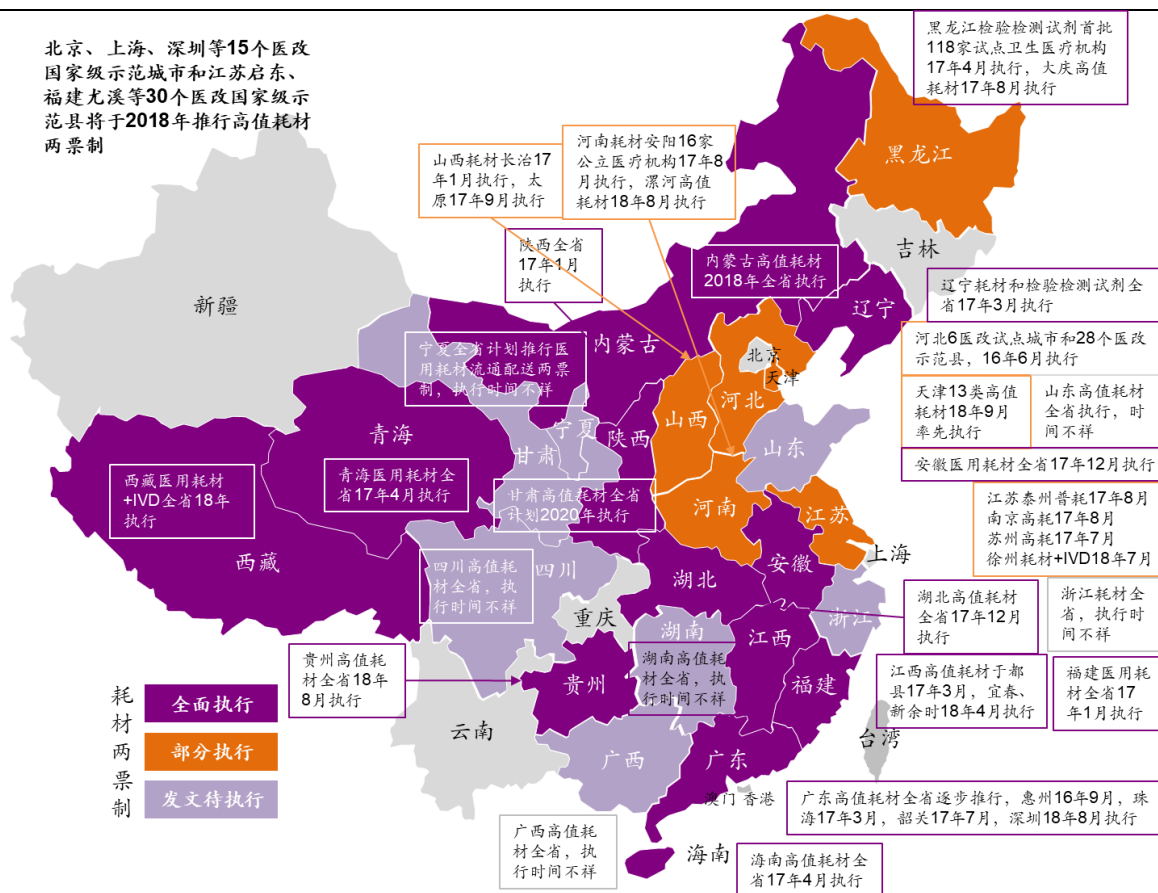 北京、上海、深圳等15个医改
国家级示范城市和江苏启东、
福建尤溪等30个医改国家级示
范县将于2018年推行高值耗材
两票制
黑龙江检验检测试剂首批
118家试点卫生医疗机构
17年4月执行，大庆高值
耗材17年8月执行
河南耗材安阳16家
公立医疗机构17年8
月执行，漯河高值
耗材18年8月执行
山西耗材长治17
年1月执行，太
原17年9月执行
陕西全省
17年1月
执行
内蒙古高值耗材
2018年全省执行
黑龙江
吉林
辽宁
辽宁耗材和检验检测试剂全
省17年3月执行
河北6医改试点城市和28个医改
示范县，16年6月执行
天津13类高值
耗材18年9月
率先执行
山东高值耗材
全省执行，时
间不祥
安徽医用耗材全省17年12月执行
新疆
内蒙古
宁夏全省计划推行医
用耗材流通配送两票
制，执行时间不祥
北京
天津
河北
山西
山东
青海
甘肃
宁夏
陕西
西藏医用耗材
+IVD全省18年
执行
青海医用耗材全
省17年4月执行
甘肃高值耗材全省
计划2020年执行
河南
江苏
江苏泰州普耗17年8月
南京高耗17年8月
苏州高耗17年7月
徐州耗材+IVD18年7月
西藏
四川高值耗
材全省，执
行时间不祥
四川
重庆
湖北
安徽
上海
湖北高值耗材
全省17年12月
执行
浙江耗材全
省，执行时
间不祥
浙江
湖南
江西
贵州高值耗
材全省18年
8月执行
贵州
湖南高值耗
材全省，执
行时间不祥
福建
江西高值耗材于都
县17年3月，宜春、
新余时18年4月执行
福建医用耗
材全省17
年1月执行
耗材两票制
全面执行
部分执行
发文待执行
云南
广西
广东
台湾
澳门
香港
广东高值耗材全省逐步推行，惠州16年9月，珠
海17年3月，韶关17年7月，深圳18年8月执行
广西高值耗
材全省，执
行时间不祥
海南
海南高值耗材全
省17年4月执行